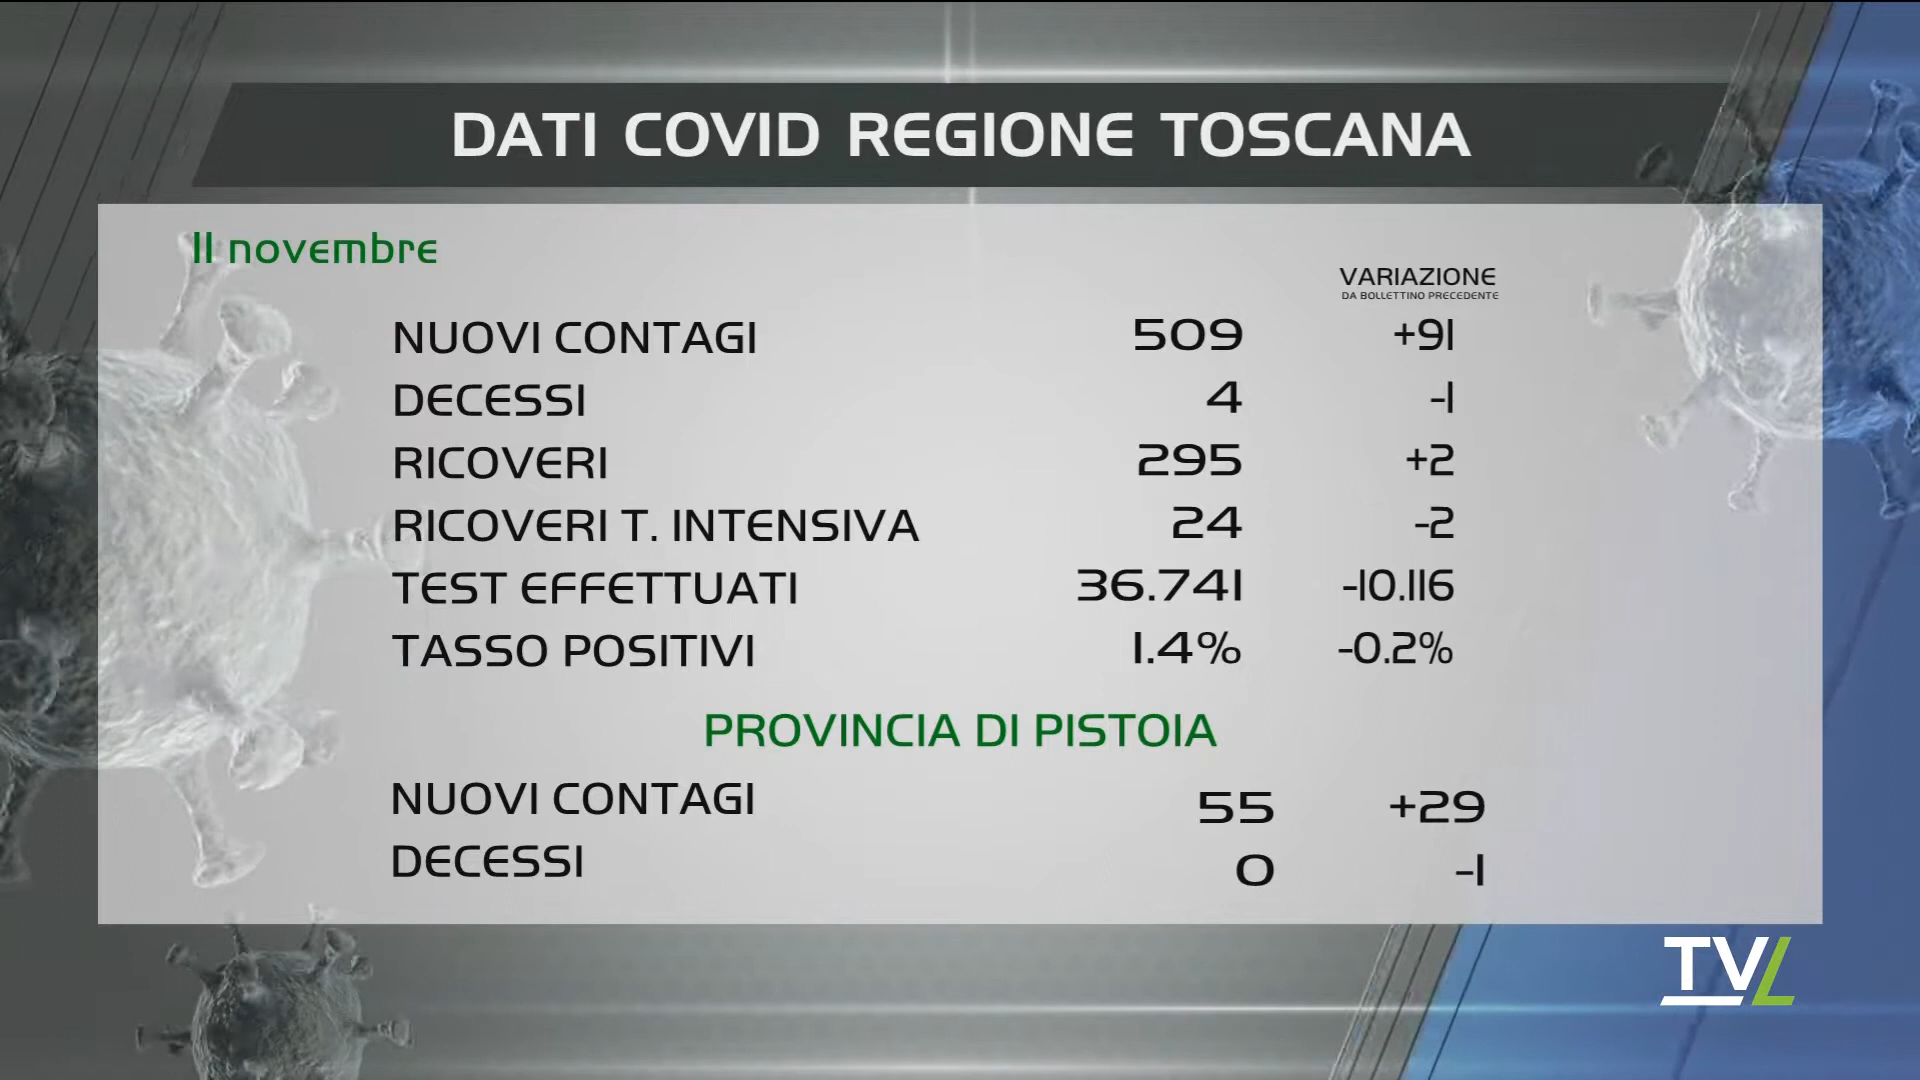 DATI COVID REGIONE TOSCANA
11 novembre
VARIAZIONE
DA BOLLETTINO PRECEDENTE
NUOVI CONTAGI 509 +91
DECESSI 4 -1
RICOVERI 295 +2
RICOVERI T. INTENSIVA 24 -2
TEST EFFETTUATI 36.741 -10.116
TASSO POSITIVI 1.4% -0.2%
PROVINCIA DI PISTOIA
NUOVI CONTAGI 55 +29
DECESSI 0 -1
TVL